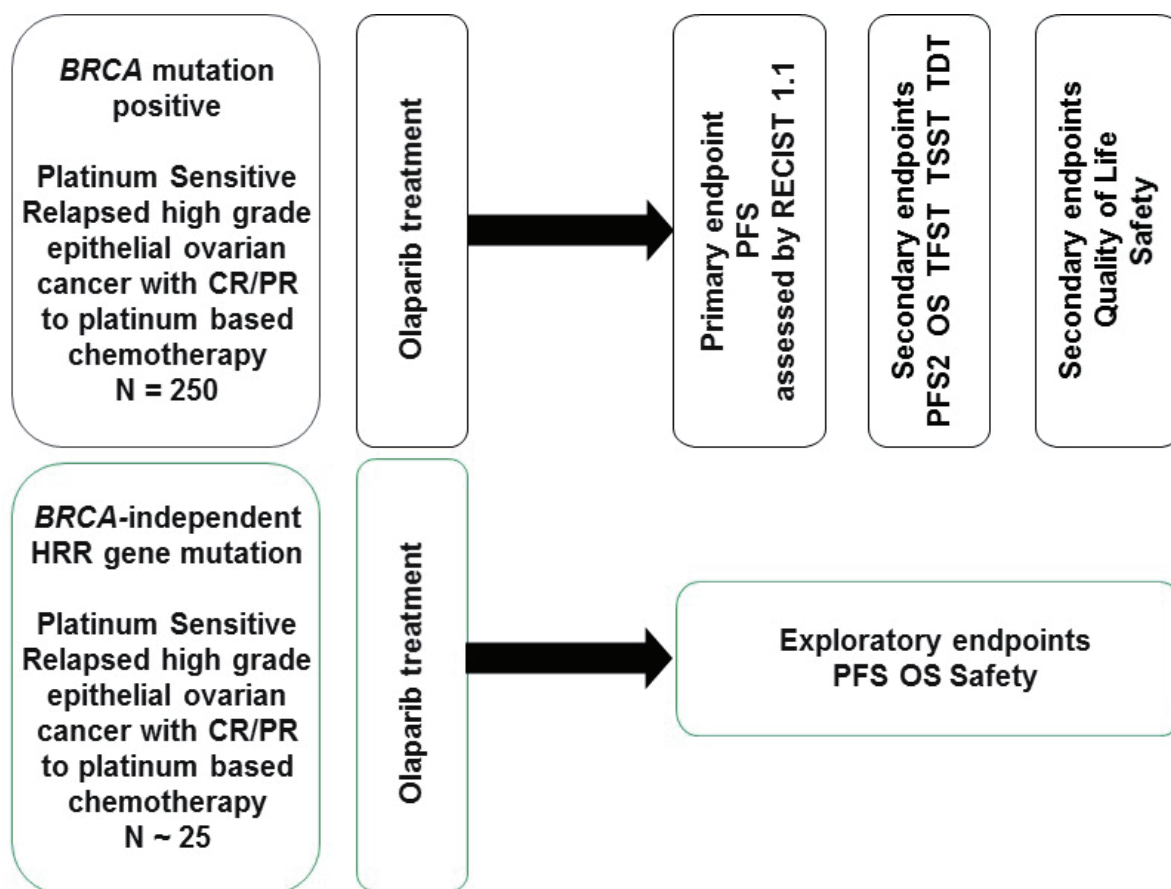 BRCA mutation
positive
Platinum Sensitive
Relapsed high grade
epithelial ovarian
cancer with CR/PR
to platinum based
chemotherapy
N = 250
Olaparib treatment
Primary endpoint
PFS
assessed by RECIST 1.1
Secondary endpoints
PFS2 OS TFST TSST TDT
Secondary endpoints
Quality of Life
Safety
BRCA-independent
HRR gene mutation
Platinum Sensitive
Relapsed high grade
epithelial ovarian
cancer with CR/PR
to platinum based
chemotherapy
N ~ 25
Olaparib treatment
Exploratory endpoints
PFS OS Safety